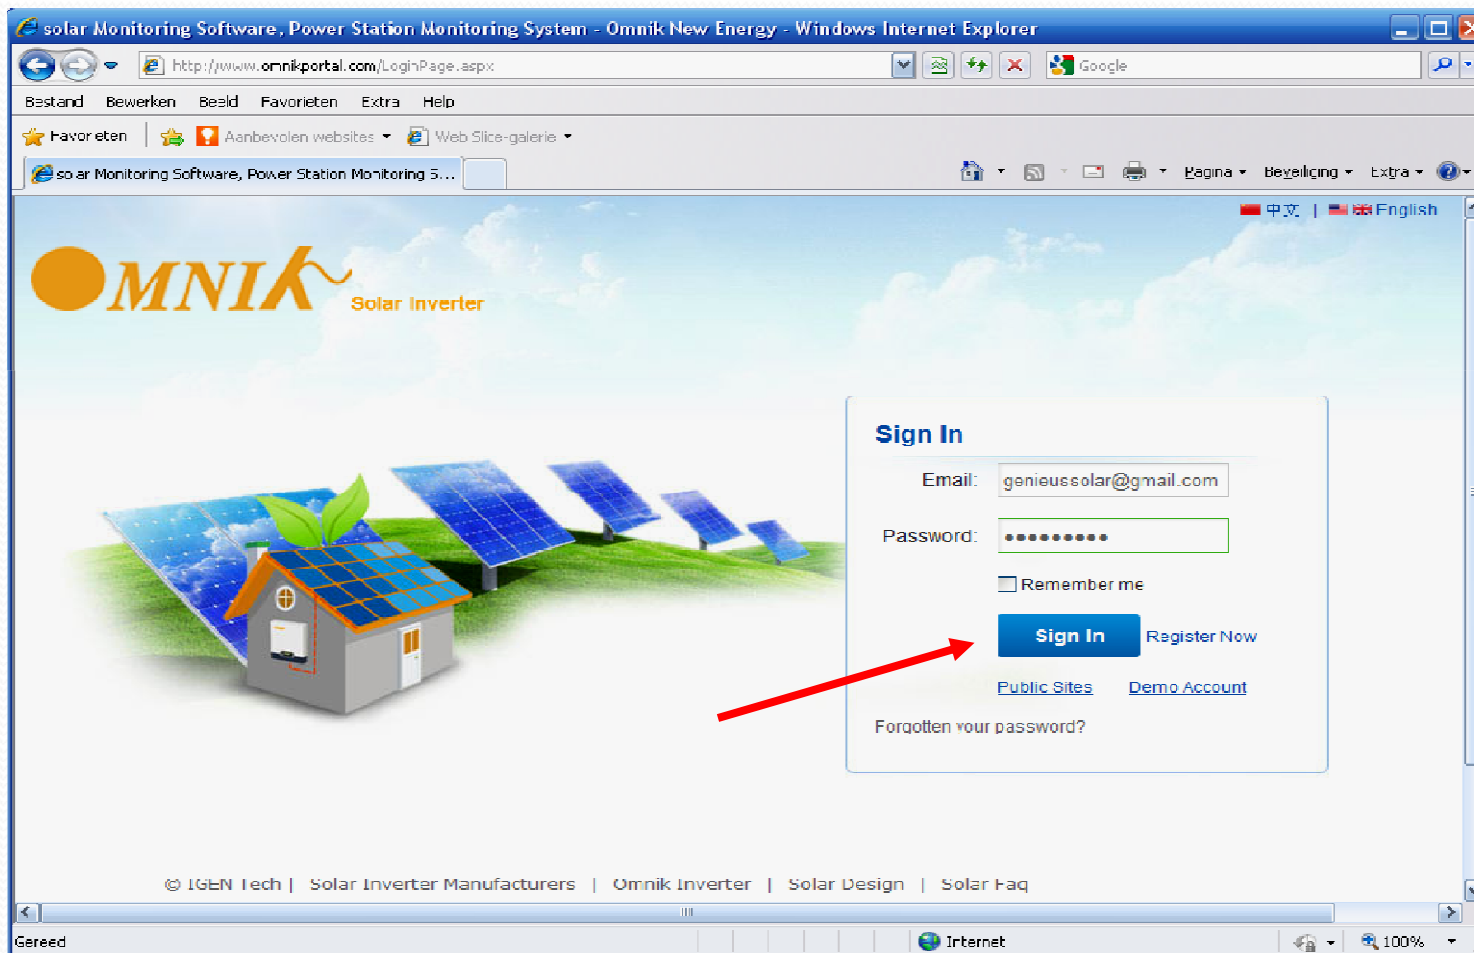 solar Monitoring Software, Power Station Monitoring System - Omnik New Energy - Windows Internet Explorer
http://www.omnikportal.com/LoginPage.aspx
Google
Bestand Bewerken Beeld Favorieten Extra Help
Favorieten Aanbevolen websites Web Slice-galerie
solar Monitoring Software, Power Station Monitoring S...
Pagina Beveiliging Extra
中文 | English
OMNIK
Solar Inverter
Sign In
Email: genieussolar@gmail.com
Password: ●●●●●●●●●
Remember me
Sign In Register Now
Public Sites Demo Account
Forgotten your password?
© IGEN Tech | Solar Inverter Manufacturers | Omnik Inverter | Solar Design | Solar Faq
Gereed Internet 100%